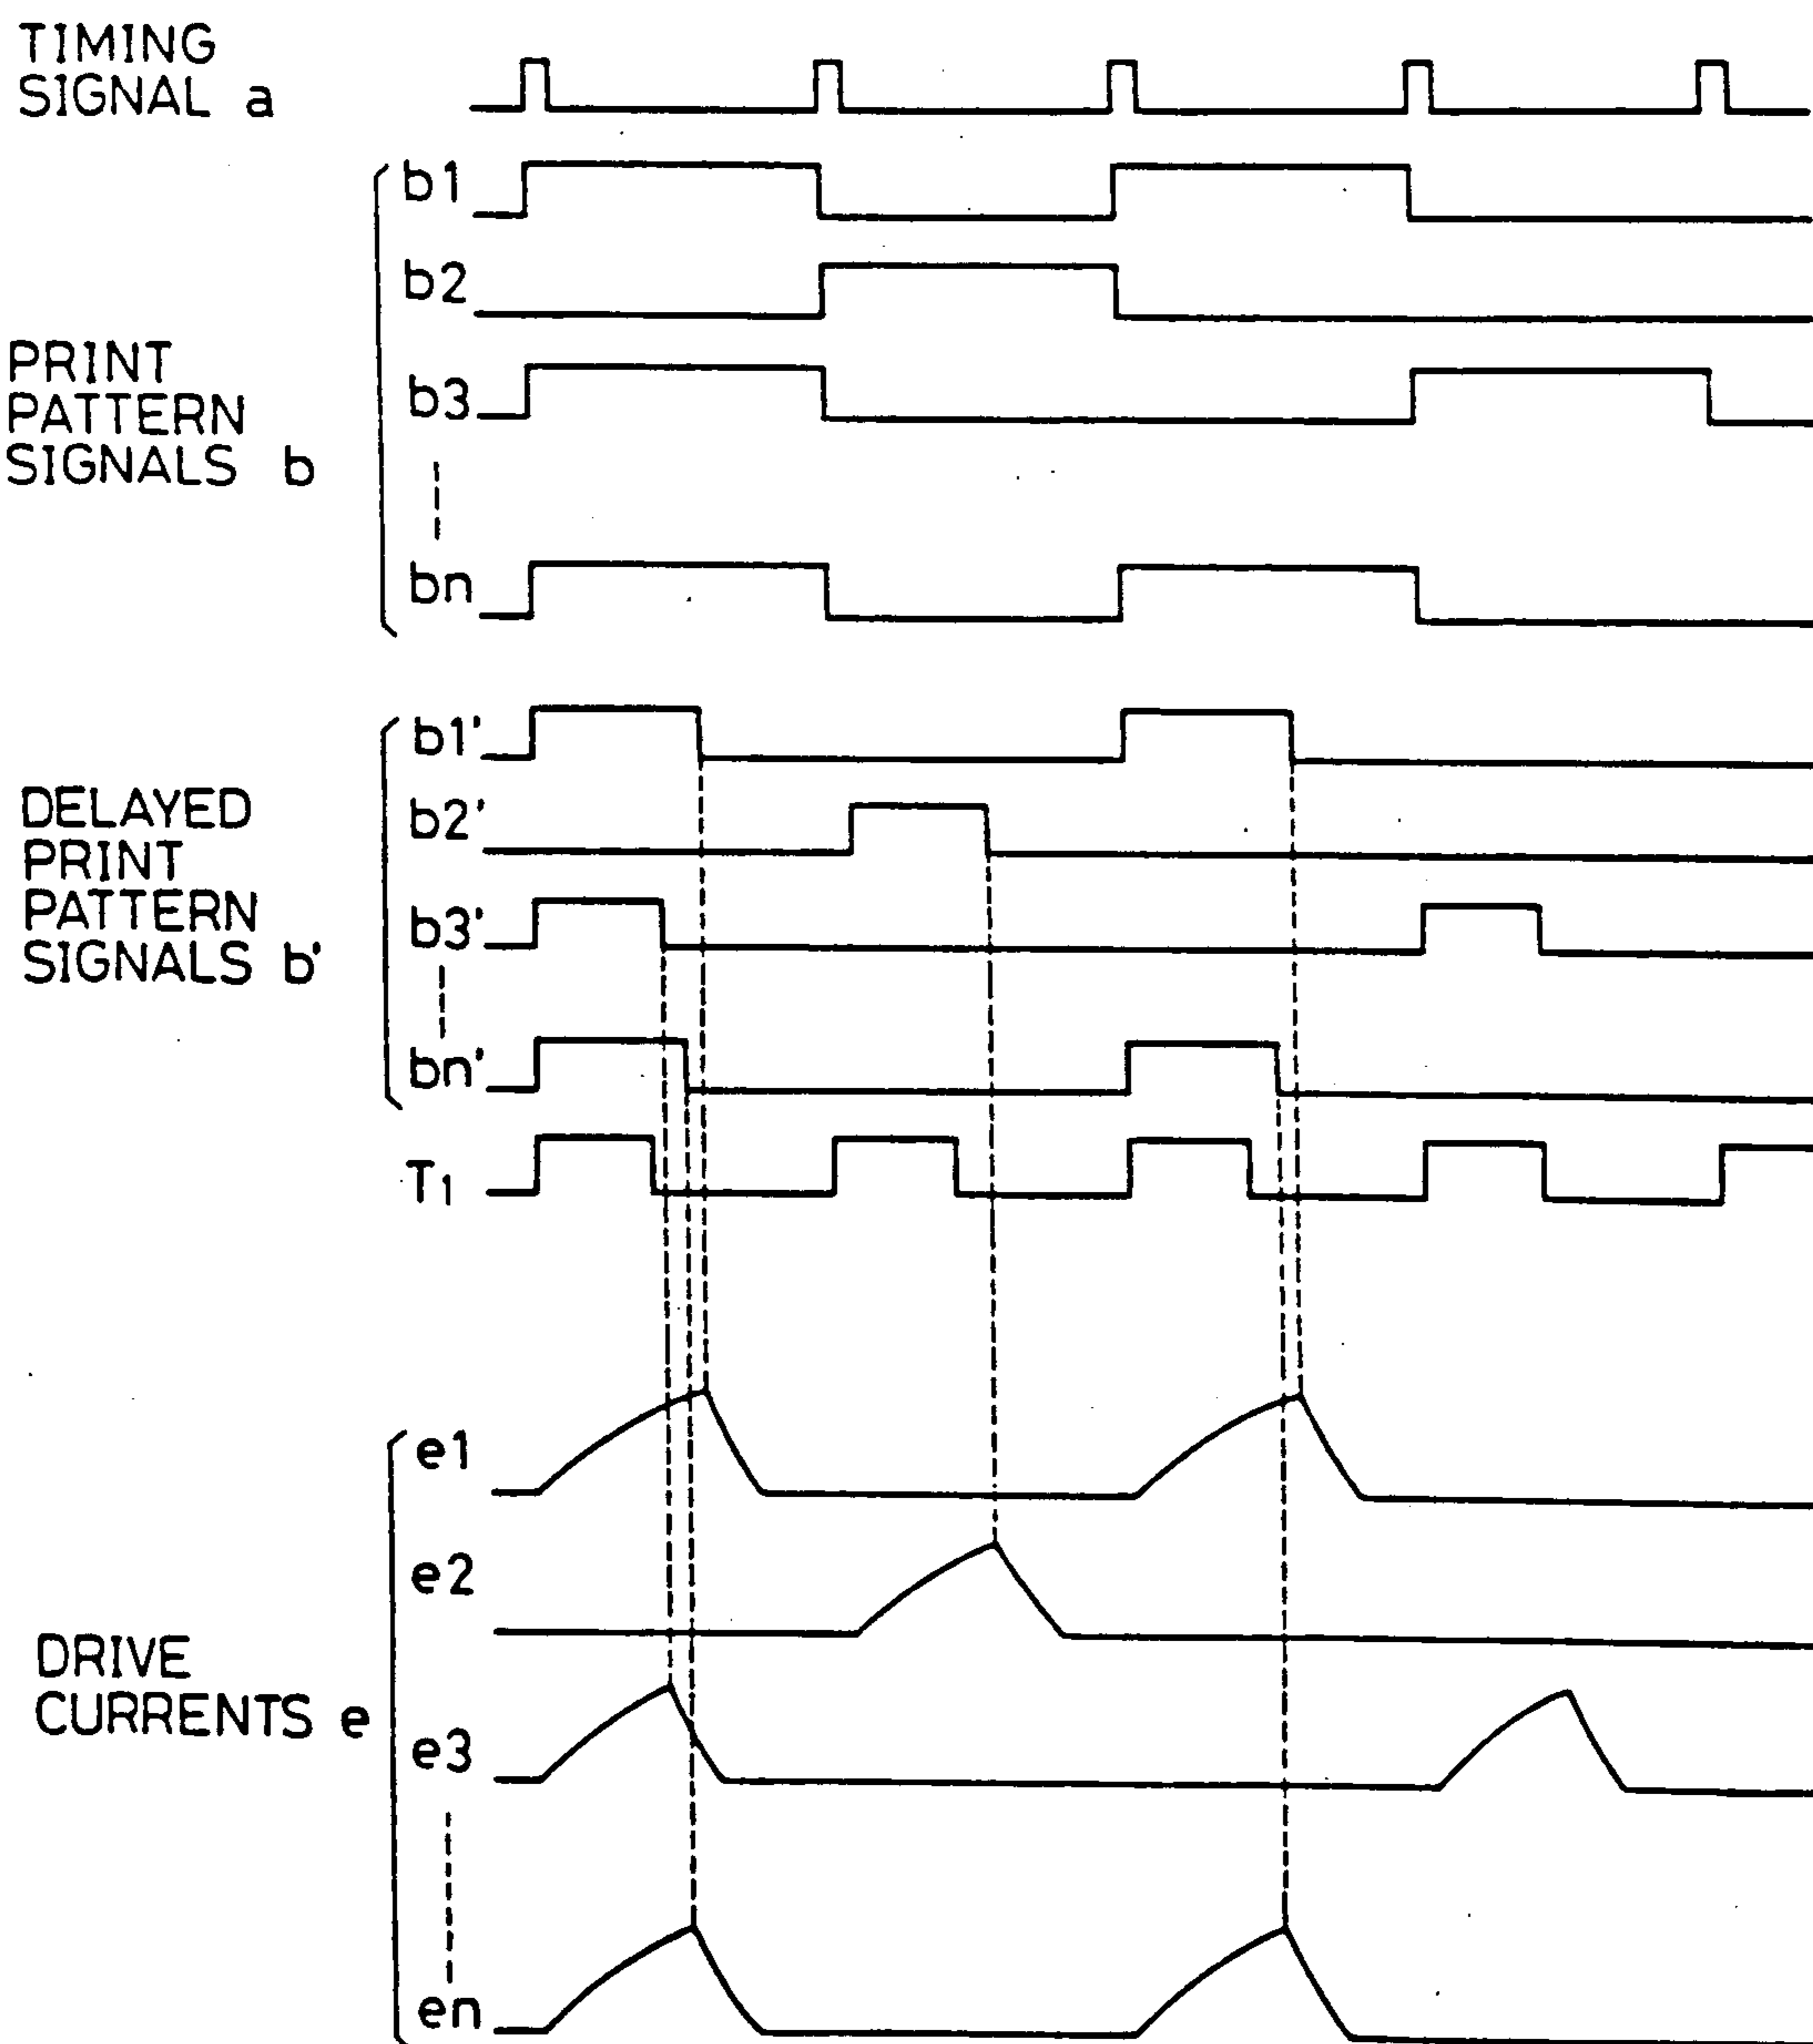 TIMING
SIGNAL a
b1
b2
PRINT
PATTERN
SIGNALS b
b3
bn
b1'
DELAYED
PRINT
PATTERN
SIGNALS b'
b2'
b3'
bn'
T1
e1
e2
DRIVE
CURRENTS e
e3
en